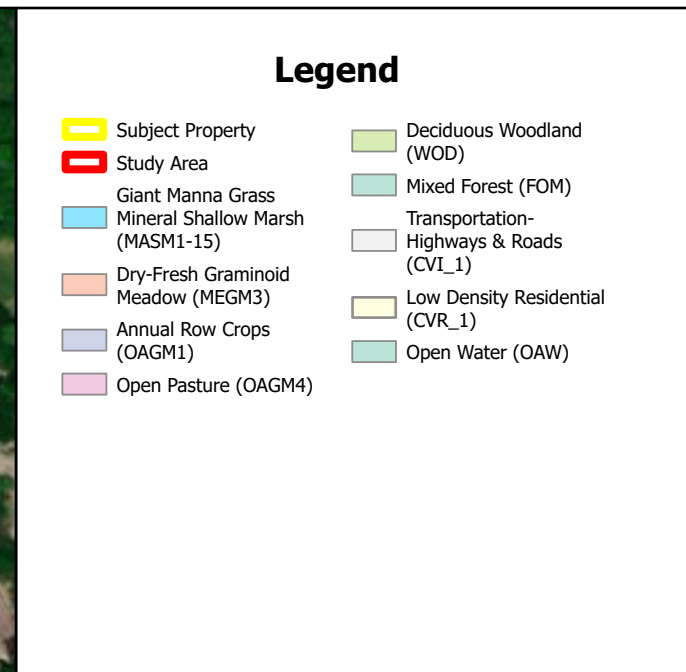 Legend
Subject Property
Study Area
Giant Manna Grass
Mineral Shallow Marsh
(MASM1-15)
Dry-Fresh Graminoid
Meadow (MEGM3)
Annual Row Crops
(OAGM1)
Open Pasture (OAGM4)
Deciduous Woodland
(WOD)
Mixed Forest (FOM)
Transportation-
Highways & Roads
(CVI_1)
Low Density Residential
(CVR_1)
Open Water (OAW)